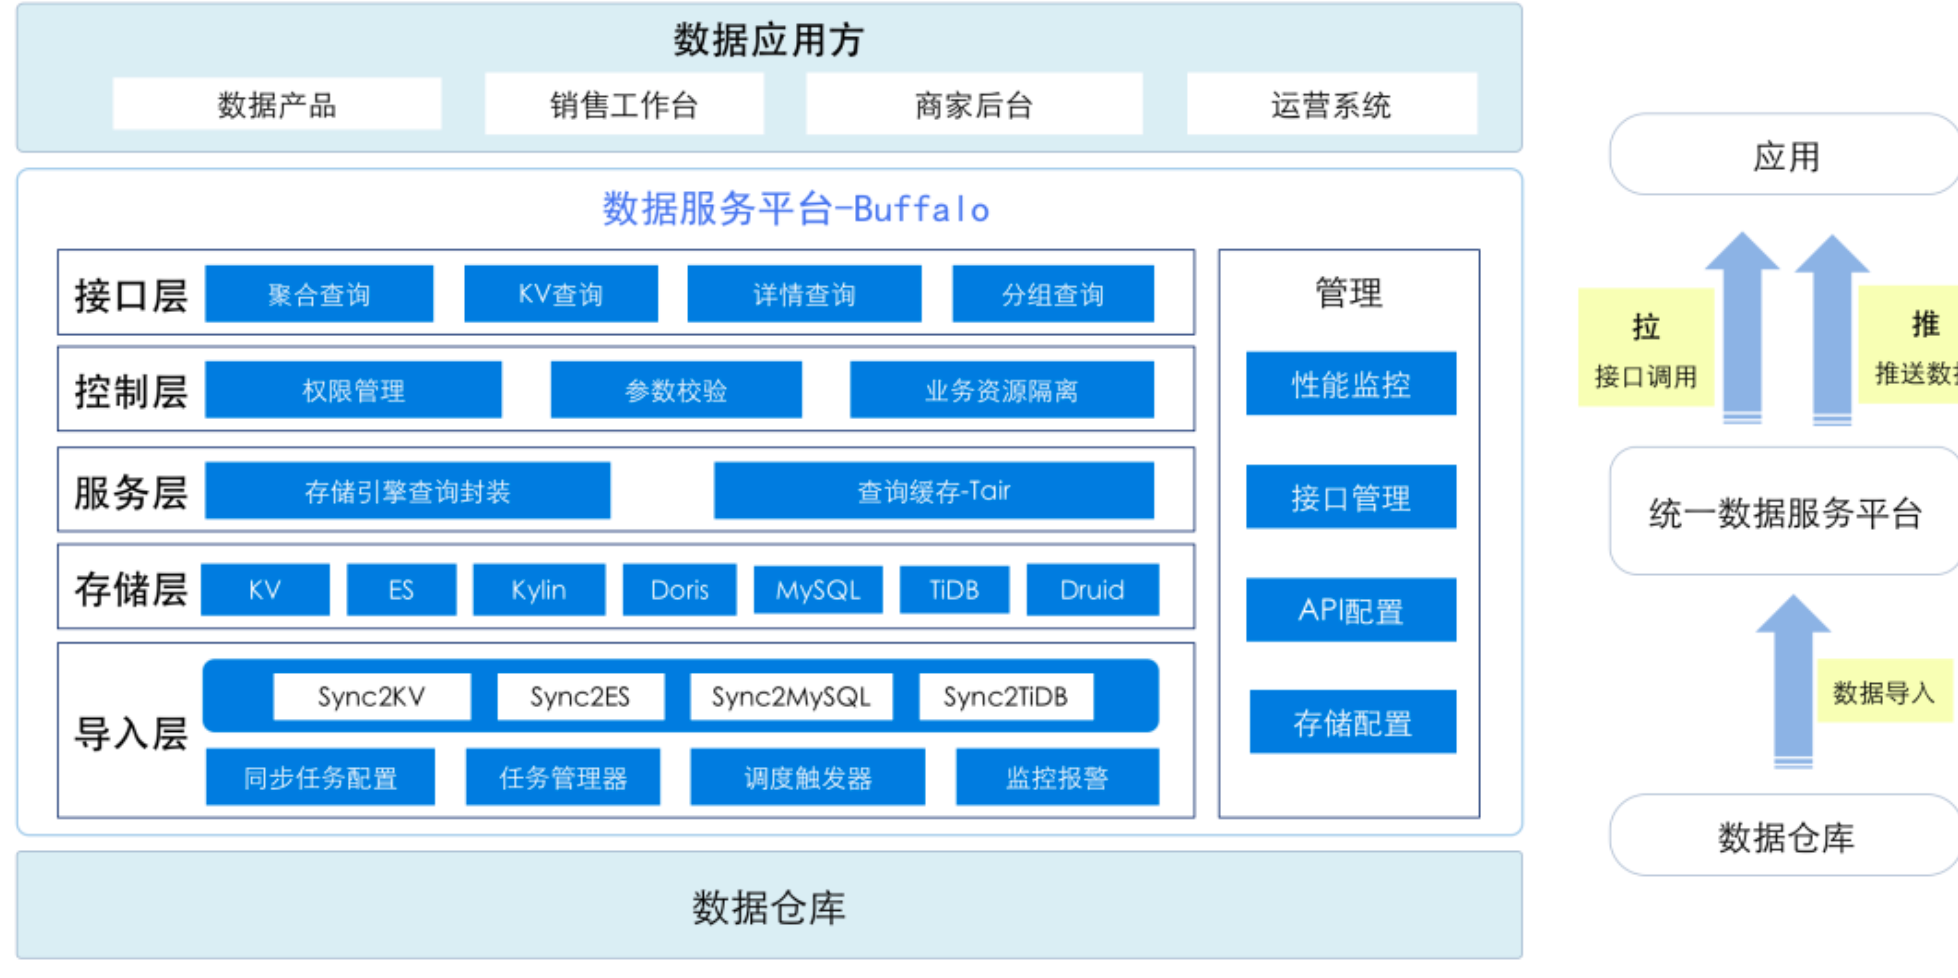 数据应用方
数据产品
销售工作台
商家后台
运营系统
数据服务平台-Buffalo
接口层
聚合查询
KV查询
详情查询
分组查询
控制层
权限管理
参数校验
业务资源隔离
服务层
存储引擎查询封装
查询缓存-Tair
存储层
KV
ES
Kylin
Doris
MySQL
TiDB
Druid
导入层
Sync2KV
Sync2ES
Sync2MySQL
Sync2TiDB
同步任务配置
任务管理器
调度触发器
监控报警
管理
性能监控
接口管理
API配置
存储配置
数据仓库
应用
拉
接口调用
推
推送数
统一数据服务平台
数据导入
数据仓库